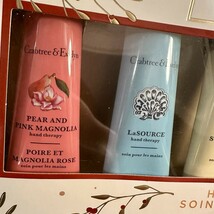 Crabtree & Evelyn
PEAR AND
PINK MAGNOLIA
hand therapy
POIRE ET
MAGNOLIA ROSE
soin pour les mains
Crabtree & Evelyn
LaSOURCE
hand therapy
soin pour les mains
S
H
SOIN